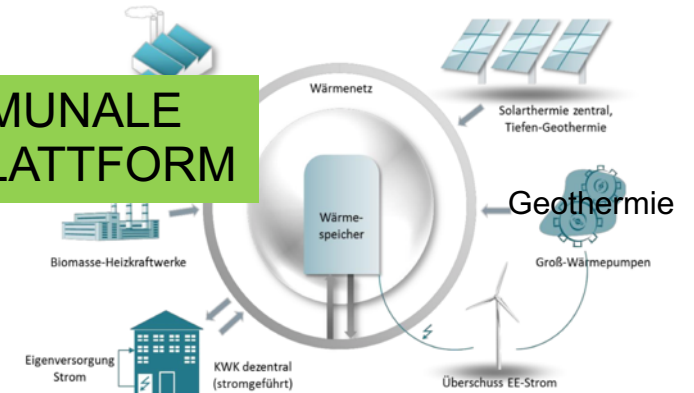 Wärmenetz
Solarthermie zentral,
Tiefen-Geothermie
MUNALE
LATTFORM
Wärme-
speicher
Geothermie
Biomasse-Heizkraftwerke
Groß-Wärmepumpen
Eigenversorgung
Strom
KWK dezentral
(stromgeführt)
Überschuss EE-Strom